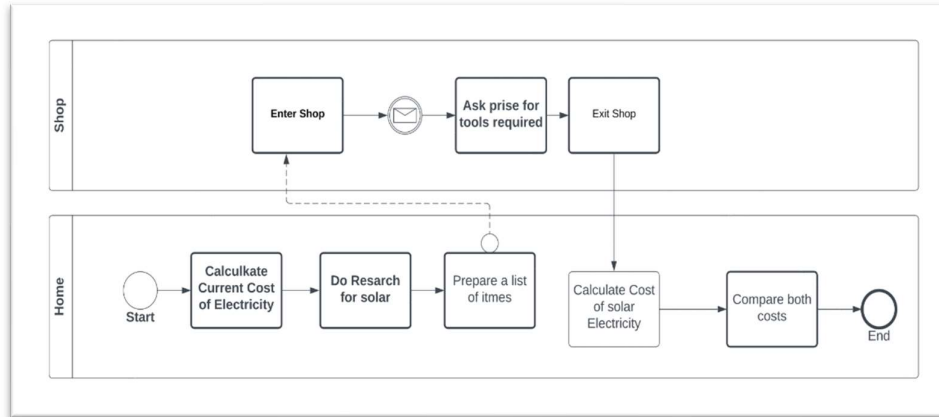 Shop
Enter Shop
Ask prise for
tools required
Exit Shop
Home
Start
Calculkate
Current Cost
of Electricity
Do Resarch
for solar
Prepare a list
of itmes
Calculate Cost
of solar
Electricity
Compare both
costs
End